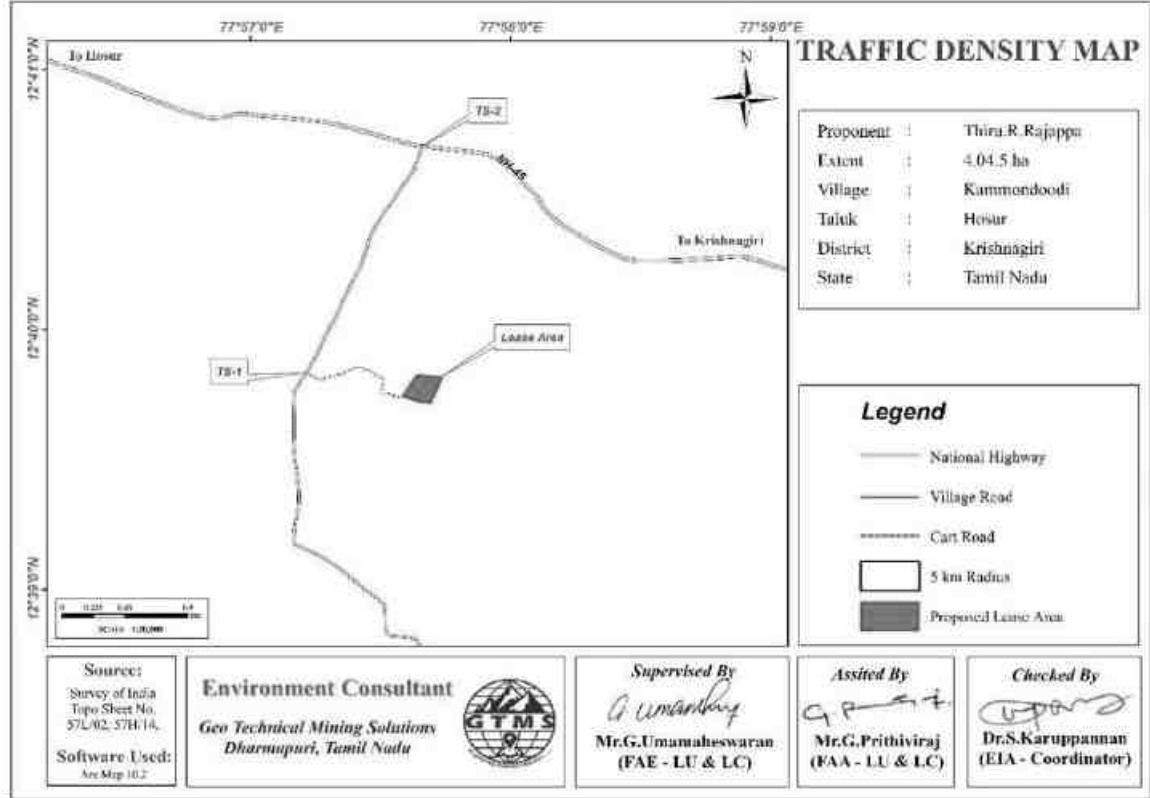 77°57'0"E 77°58'0"E 77°59'0"E
12°41'0"N
12°40'0"N
12°39'0"N
To Hosur
TS-2
NH-48
To Krishnagiri
Lease Area
TS-1
N
TRAFFIC DENSITY MAP
Proponent : Thiru.R.Rajappa
Extent : 4.04.5 ha
Village : Kammondoodi
Taluk : Hosur
District : Krishnagiri
State : Tamil Nadu
Legend
National Highway
Village Road
Cart Road
5 km Radius
Proposed Lease Area
Source:
Survey of India
Topo Sheet No.
57L/02, 57H/14,
Software Used:
Arc Map 10.2
Environment Consultant
Geo Technical Mining Solutions
Dharmapuri, Tamil Nadu
GTMS
Supervised By
Mr.G.Umamaheswaran
(FAE - LU & LC)
Assited By
Mr.G.Prithiviraj
(FAA - LU & LC)
Checked By
Dr.S.Karuppannan
(EIA - Coordinator)